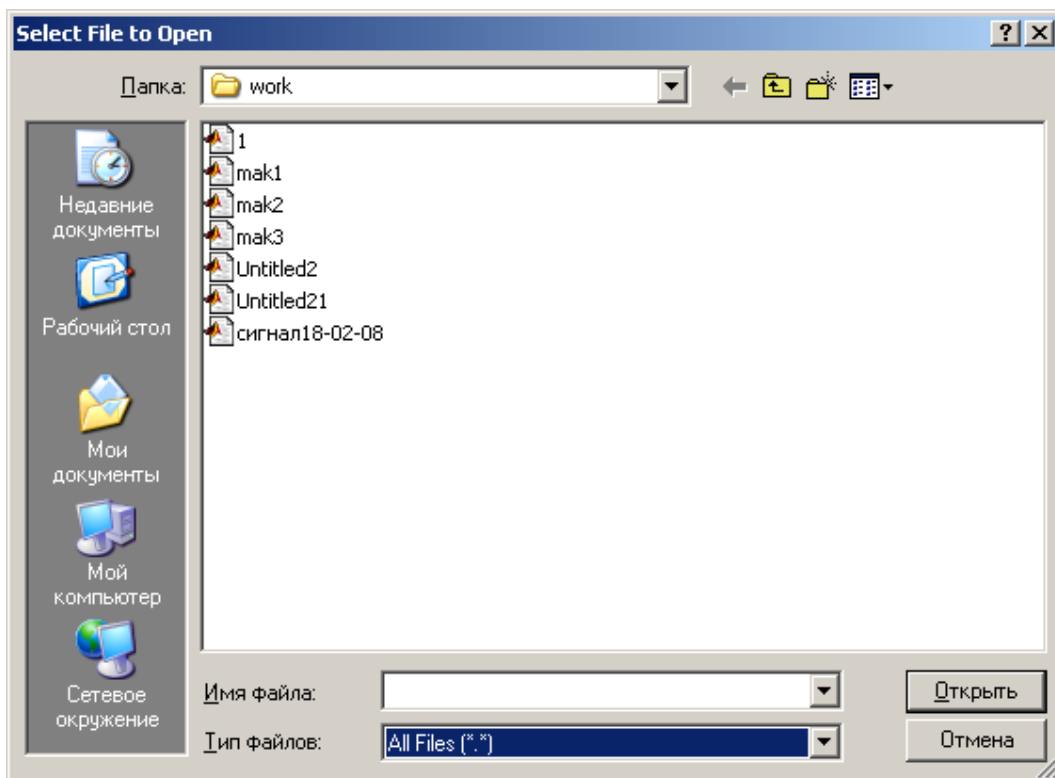 Select File to Open
Папка:
work
Недавние
документы
Рабочий стол
Мои
документы
Мой
компьютер
Сетевое
окружение
1
mak1
mak2
mak3
Untitled2
Untitled21
сигнал18-02-08
Имя файла:
Открыть
Тип файлов:
All Files (*.*)
Отмена